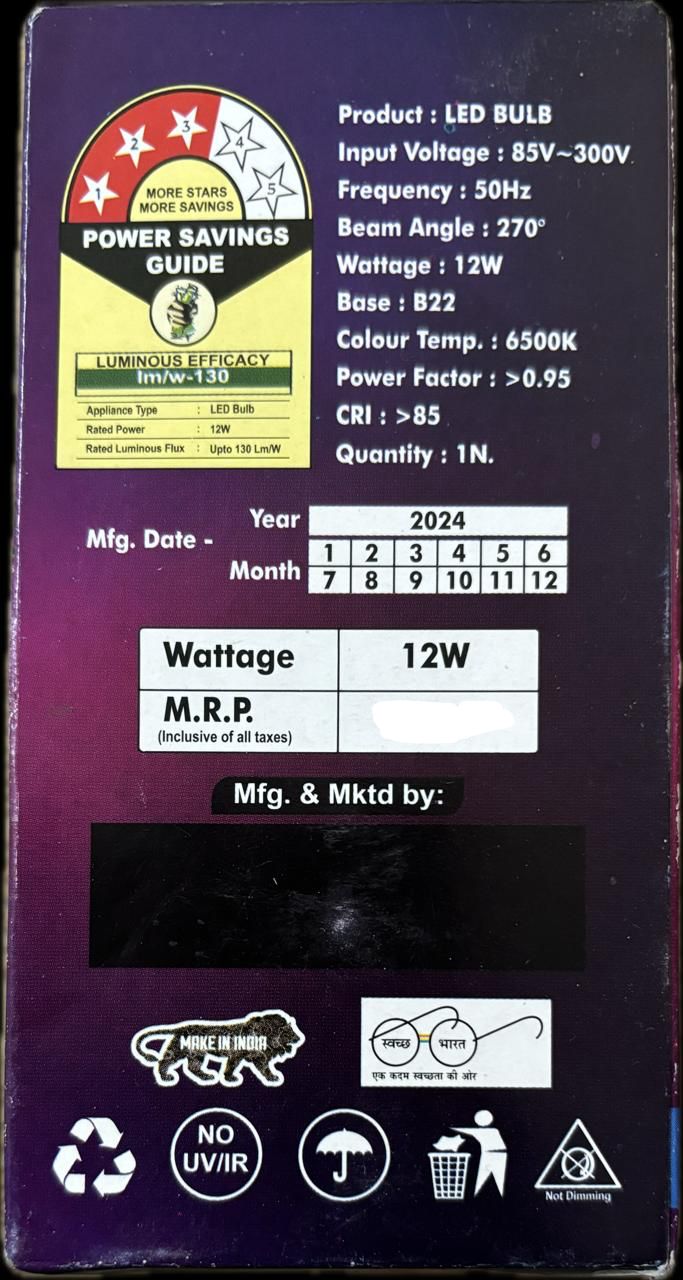 1
2
3
4
5
MORE STARS
MORE SAVINGS
POWER SAVINGS
GUIDE
LUMINOUS EFFICACY
lm/w-130
Appliance Type : LED Bulb
Rated Power : 12W
Rated Luminous Flux : Upto 130 Lm/W
Product : LED BULB
Input Voltage : 85V~300V
Frequency : 50Hz
Beam Angle : 270°
Wattage : 12W
Base : B22
Colour Temp. : 6500K
Power Factor : >0.95
CRI : >85
Quantity : 1N.
Mfg. Date -
Year 2024
Month
1 2 3 4 5 6
7 8 9 10 11 12
Wattage 12W
M.R.P.
(Inclusive of all taxes)
Mfg. & Mktd by:
MAKE IN INDIA
स्वच्छ भारत
एक कदम स्वच्छता की ओर
NO
UV/IR
Not Dimming